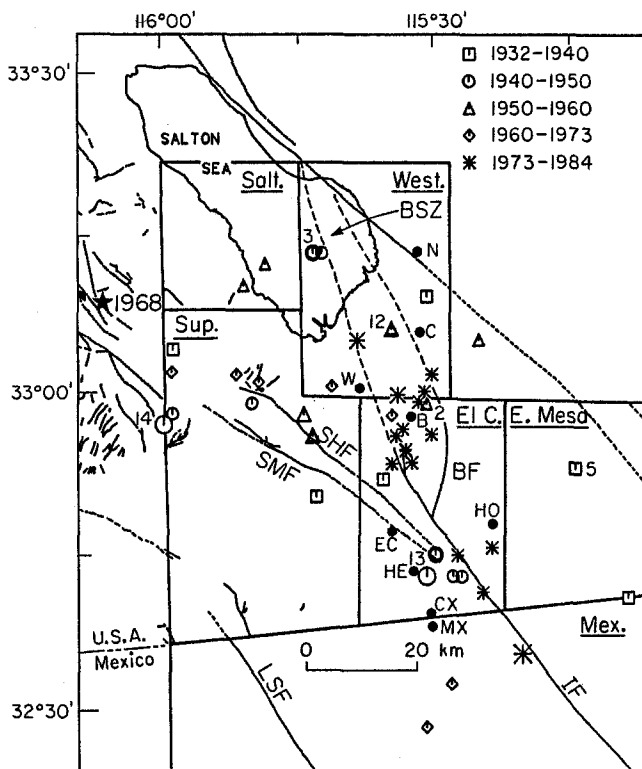 116°00'
115°30'
33°30'
1932-1940
1940-1950
1950-1960
1960-1973
1973-1984
SALTON
SEA
Salt.
West.
BSZ
3
N
1968
12
C
Sup.
W
33°00'
14
2
B
El C.
E. Mesa
SHF
SMF
BF
5
HO
EC
13
HE
CX
MX
U.S.A.
Mexico
Mex.
0
20
km
LSF
IF
32°30'